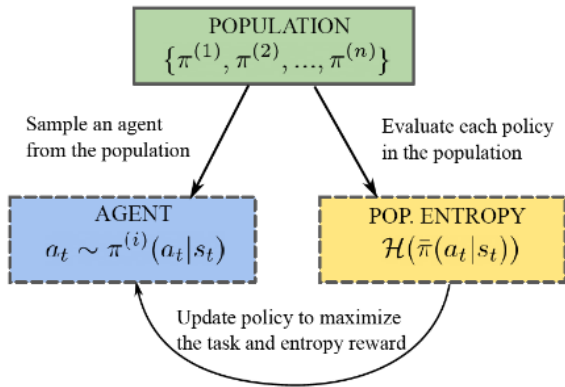 POPULATION
{π^(1), π^(2), ..., π^(n)}
Sample an agent
from the population
Evaluate each policy
in the population
AGENT
a_t ~ π^(i)(a_t|s_t)
POP. ENTROPY
ℋ(π̄(a_t|s_t))
Update policy to maximize
the task and entropy reward